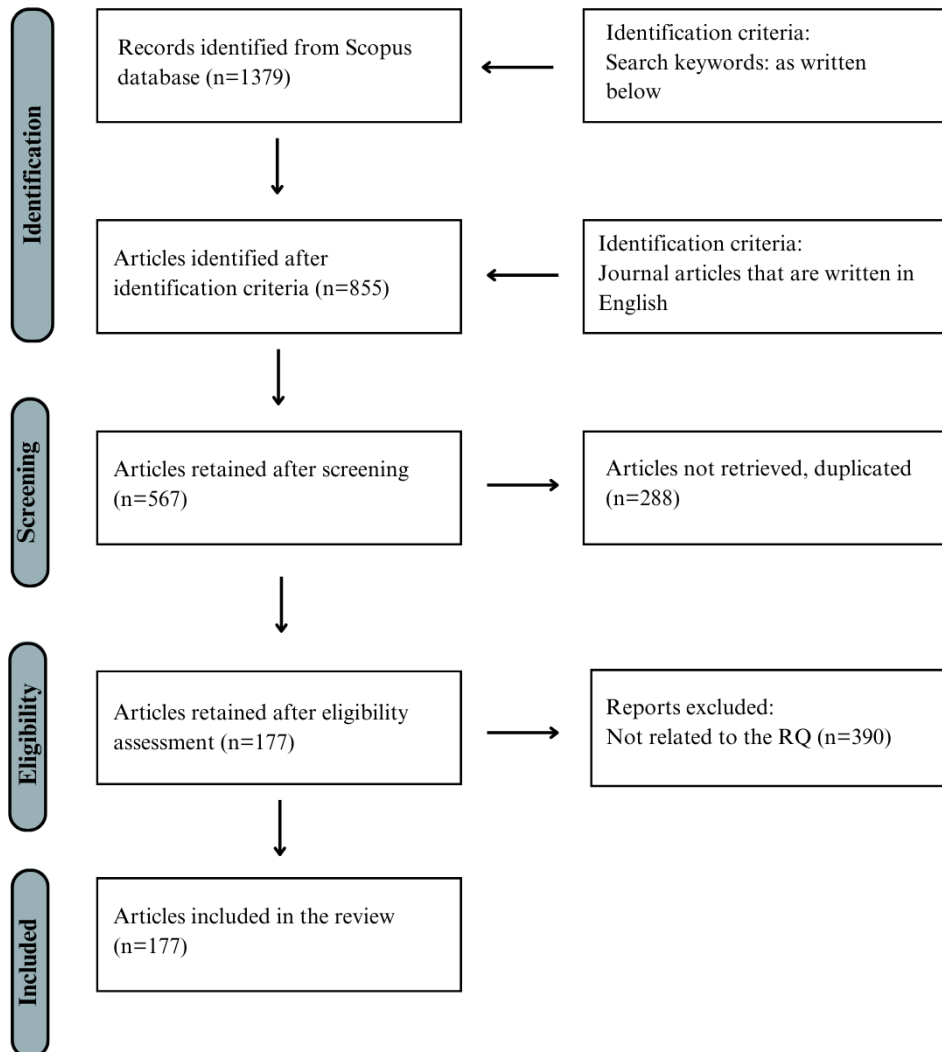 Identification
Records identified from Scopus
database (n=1379)
Identification criteria:
Search keywords: as written
below
Articles identified after
identification criteria (n=855)
Identification criteria:
Journal articles that are written in
English
Screening
Articles retained after screening
(n=567)
Articles not retrieved, duplicated
(n=288)
Eligibility
Articles retained after eligibility
assessment (n=177)
Reports excluded:
Not related to the RQ (n=390)
Included
Articles included in the review
(n=177)